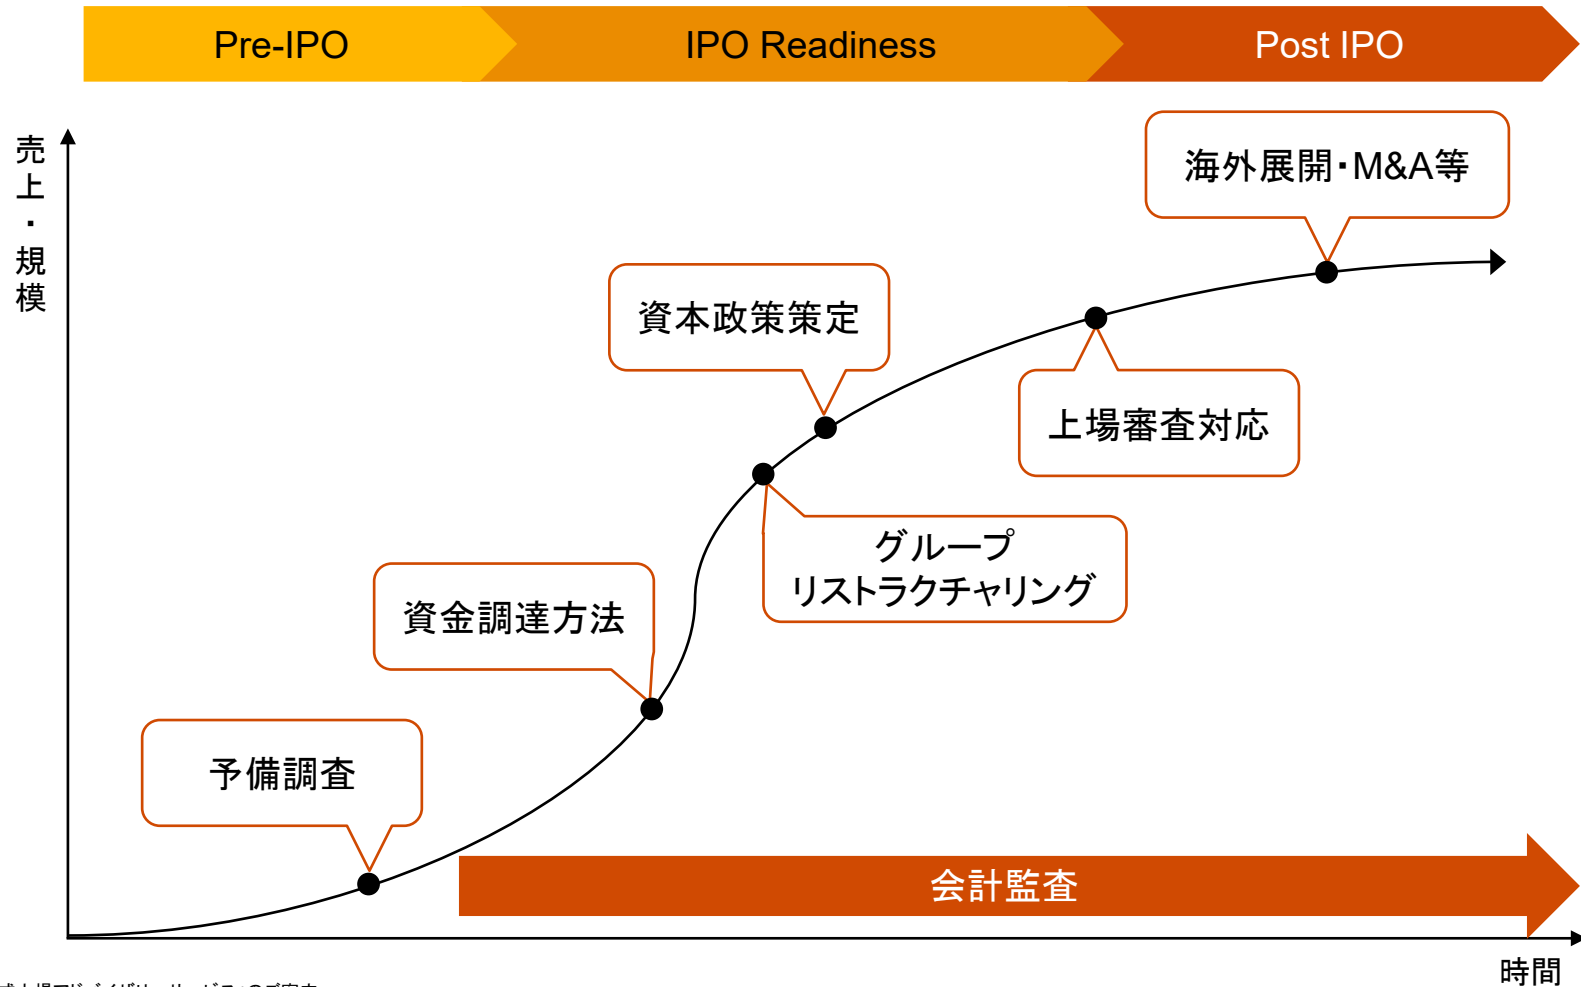 Pre-IPO
IPO Readiness
Post IPO
売上・規模
海外展開・M&A等
資本政策策定
上場審査対応
グループ
リストラクチャリング
資金調達方法
予備調査
会計監査
時間